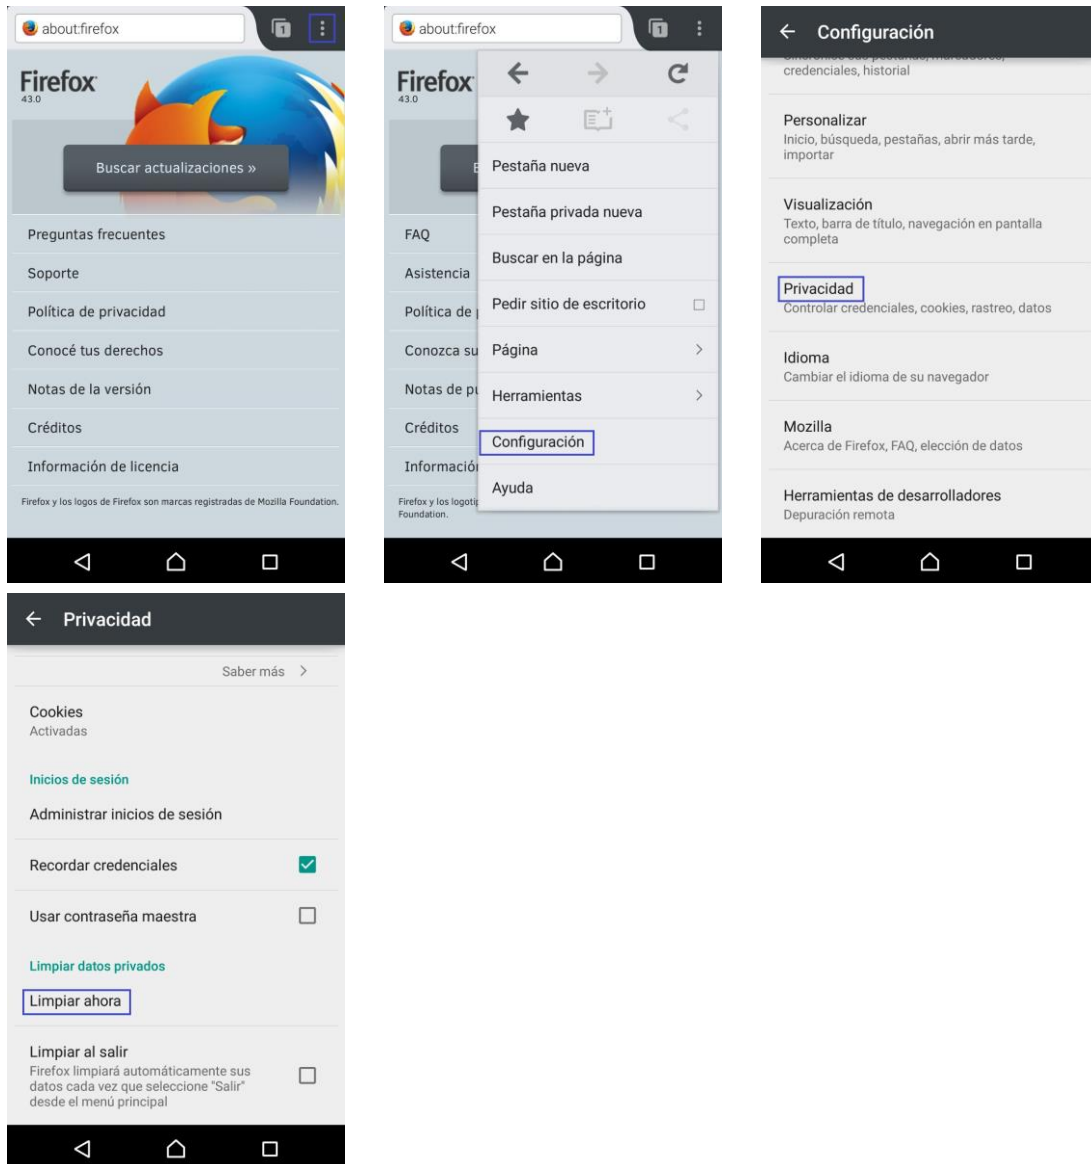 about:firefox
1
Firefox
43.0
Buscar actualizaciones »
Preguntas frecuentes
Soporte
Política de privacidad
Conocé tus derechos
Notas de la versión
Créditos
Información de licencia
Firefox y los logos de Firefox son marcas registradas de Mozilla Foundation.
about:firefox
1
Firefox
43.0
Pestaña nueva
Pestaña privada nueva
FAQ
Buscar en la página
Asistencia
Pedir sitio de escritorio
Política de
Página
Conozca su
Herramientas
Notas de
Configuración
Créditos
Ayuda
Firefox y los
Foundation.
Configuración
credenciales, historial
Personalizar
Inicio, búsqueda, pestañas, abrir más tarde,
importar
Visualización
Texto, barra de título, navegación en pantalla
completa
Privacidad
Controlar credenciales, cookies, rastreo, datos
Idioma
Cambiar el idioma de su navegador
Mozilla
Acerca de Firefox, FAQ, elección de datos
Herramientas de desarrolladores
Depuración remota
Privacidad
Saber más
Cookies
Activadas
Inicios de sesión
Administrar inicios de sesión
Recordar credenciales
Usar contraseña maestra
Limpiar datos privados
Limpiar ahora
Limpiar al salir
Firefox limpiará automáticamente sus
datos cada vez que seleccione "Salir"
desde el menú principal